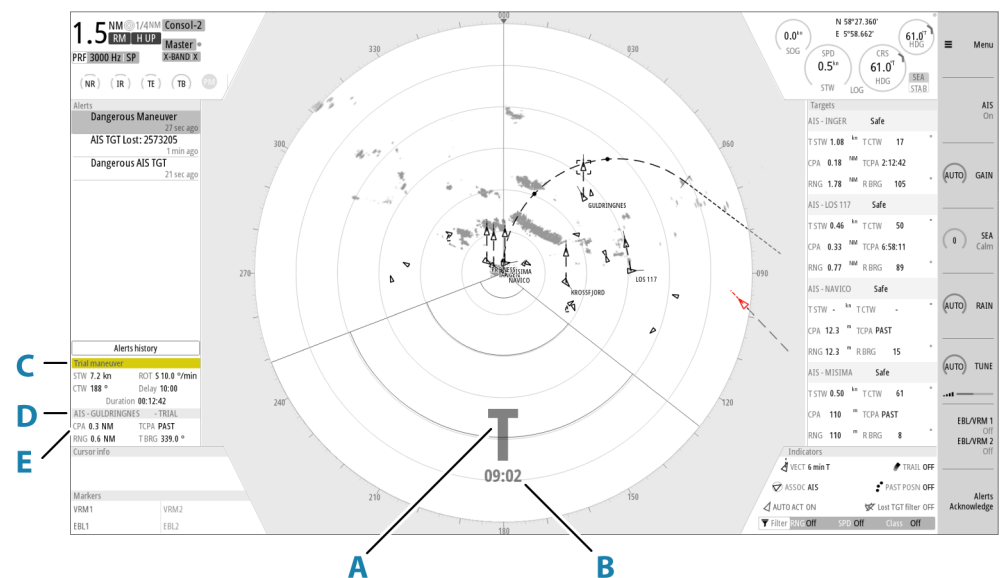 1.5 NM 1/4NM Consol-2
RM H UP Master
PRF 3000 Hz SP X-BAND X
NR IR TE TB
Alerts
Dangerous Maneuver
27 sec ago
AIS TGT Lost: 2573205
1 min ago
Dangerous AIS TGT
21 sec ago
Alerts history
Trial maneuver
STW 7.2 kn ROT S 10.0 °/min
CTW 188 ° Delay 10:00
Duration 00:12:42
AIS - GULDRINGNES - TRIAL
CPA 0.3 NM TCPA PAST
RNG 0.6 NM T BRG 339.0 °
Cursor info
Markers
VRM1 VRM2
EBL1 EBL2
C
D
E
000
030
060
090
150
180
210
240
270
300
330
GULDRINGNES
LOS 117
MISIMA
NAVICO
KROSSFJORD
T
09:02
A
B
0.0 kn
SOG
N 58°27.360'
E 5°58.662'
61.0 °T
HDG
SPD
0.5 kn
STW
LOG
CRS
61.0 °T
HDG
SEA
STAB
Targets
AIS - INGER Safe
T STW 1.08 kn T CTW 17 °
CPA 0.18 NM TCPA 2:12:42
RNG 1.78 NM R BRG 105 °
AIS - LOS 117 Safe
T STW 0.46 kn T CTW 50 °
CPA 0.33 NM TCPA 6:58:11
RNG 0.77 NM R BRG 89 °
AIS - NAVICO Safe
T STW - kn T CTW - °
CPA 12.3 m TCPA PAST
RNG 12.3 m R BRG 15 °
AIS - MISIMA Safe
T STW 0.50 kn T CTW 61 °
CPA 110 m TCPA PAST
RNG 110 m R BRG 8 °
Indicators
VECT 6 min T TRAIL OFF
ASSOC AIS PAST POSN OFF
AUTO ACT ON Lost TGT filter OFF
Filter RNG Off SPD Off Class Off
Menu
AIS
On
AUTO GAIN
0 SEA
Calm
AUTO RAIN
AUTO TUNE
EBL/VRM 1
Off
EBL/VRM 2
Off
Alerts
Acknowledge